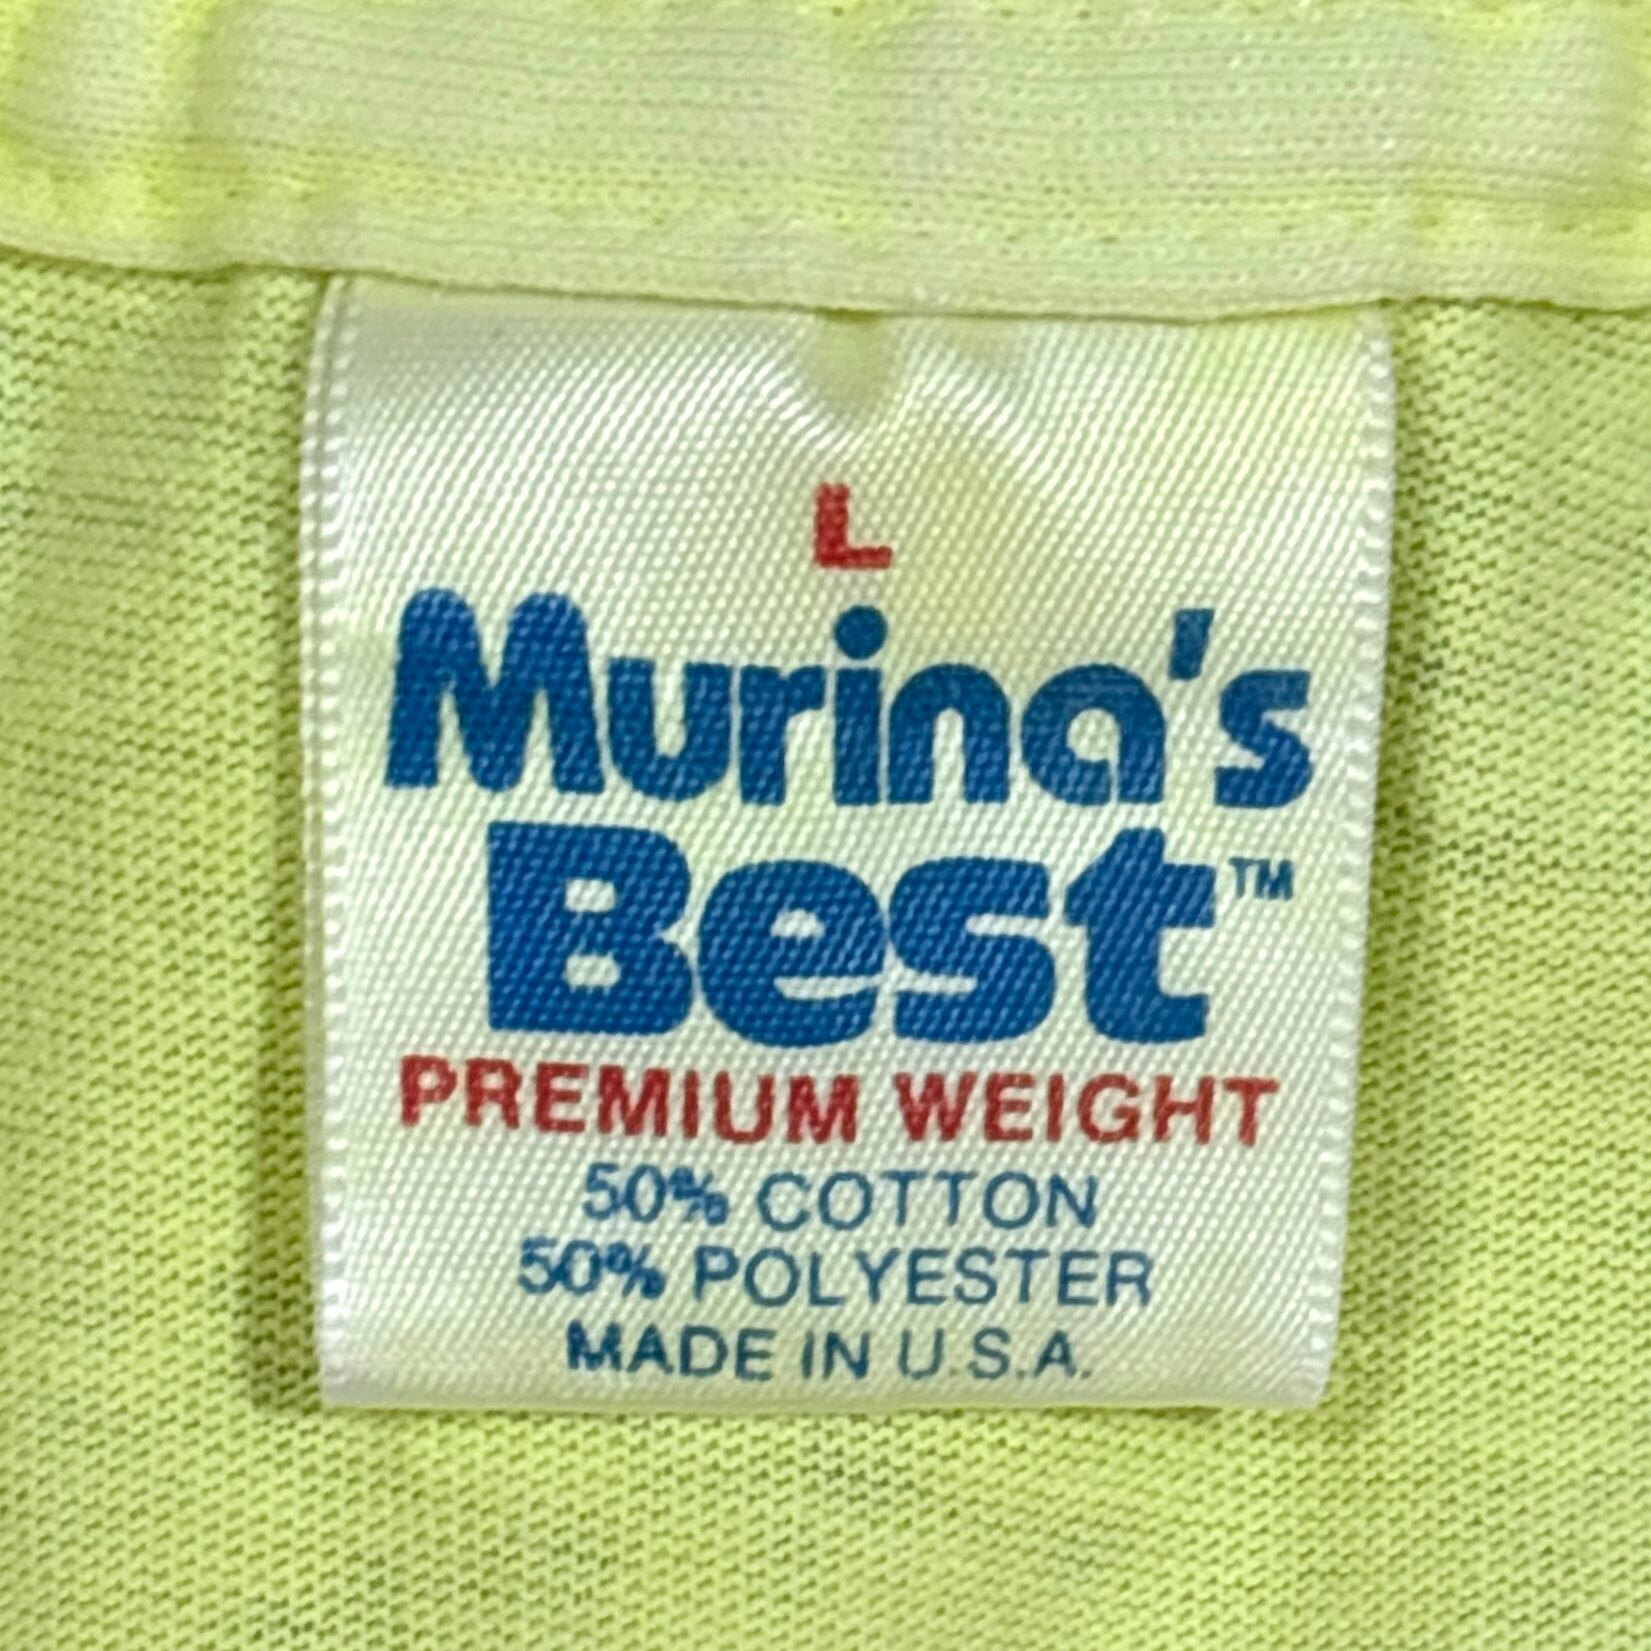 L
Murina's
Best™
PREMIUM WEIGHT
50% COTTON
50% POLYESTER
MADE IN U.S.A.